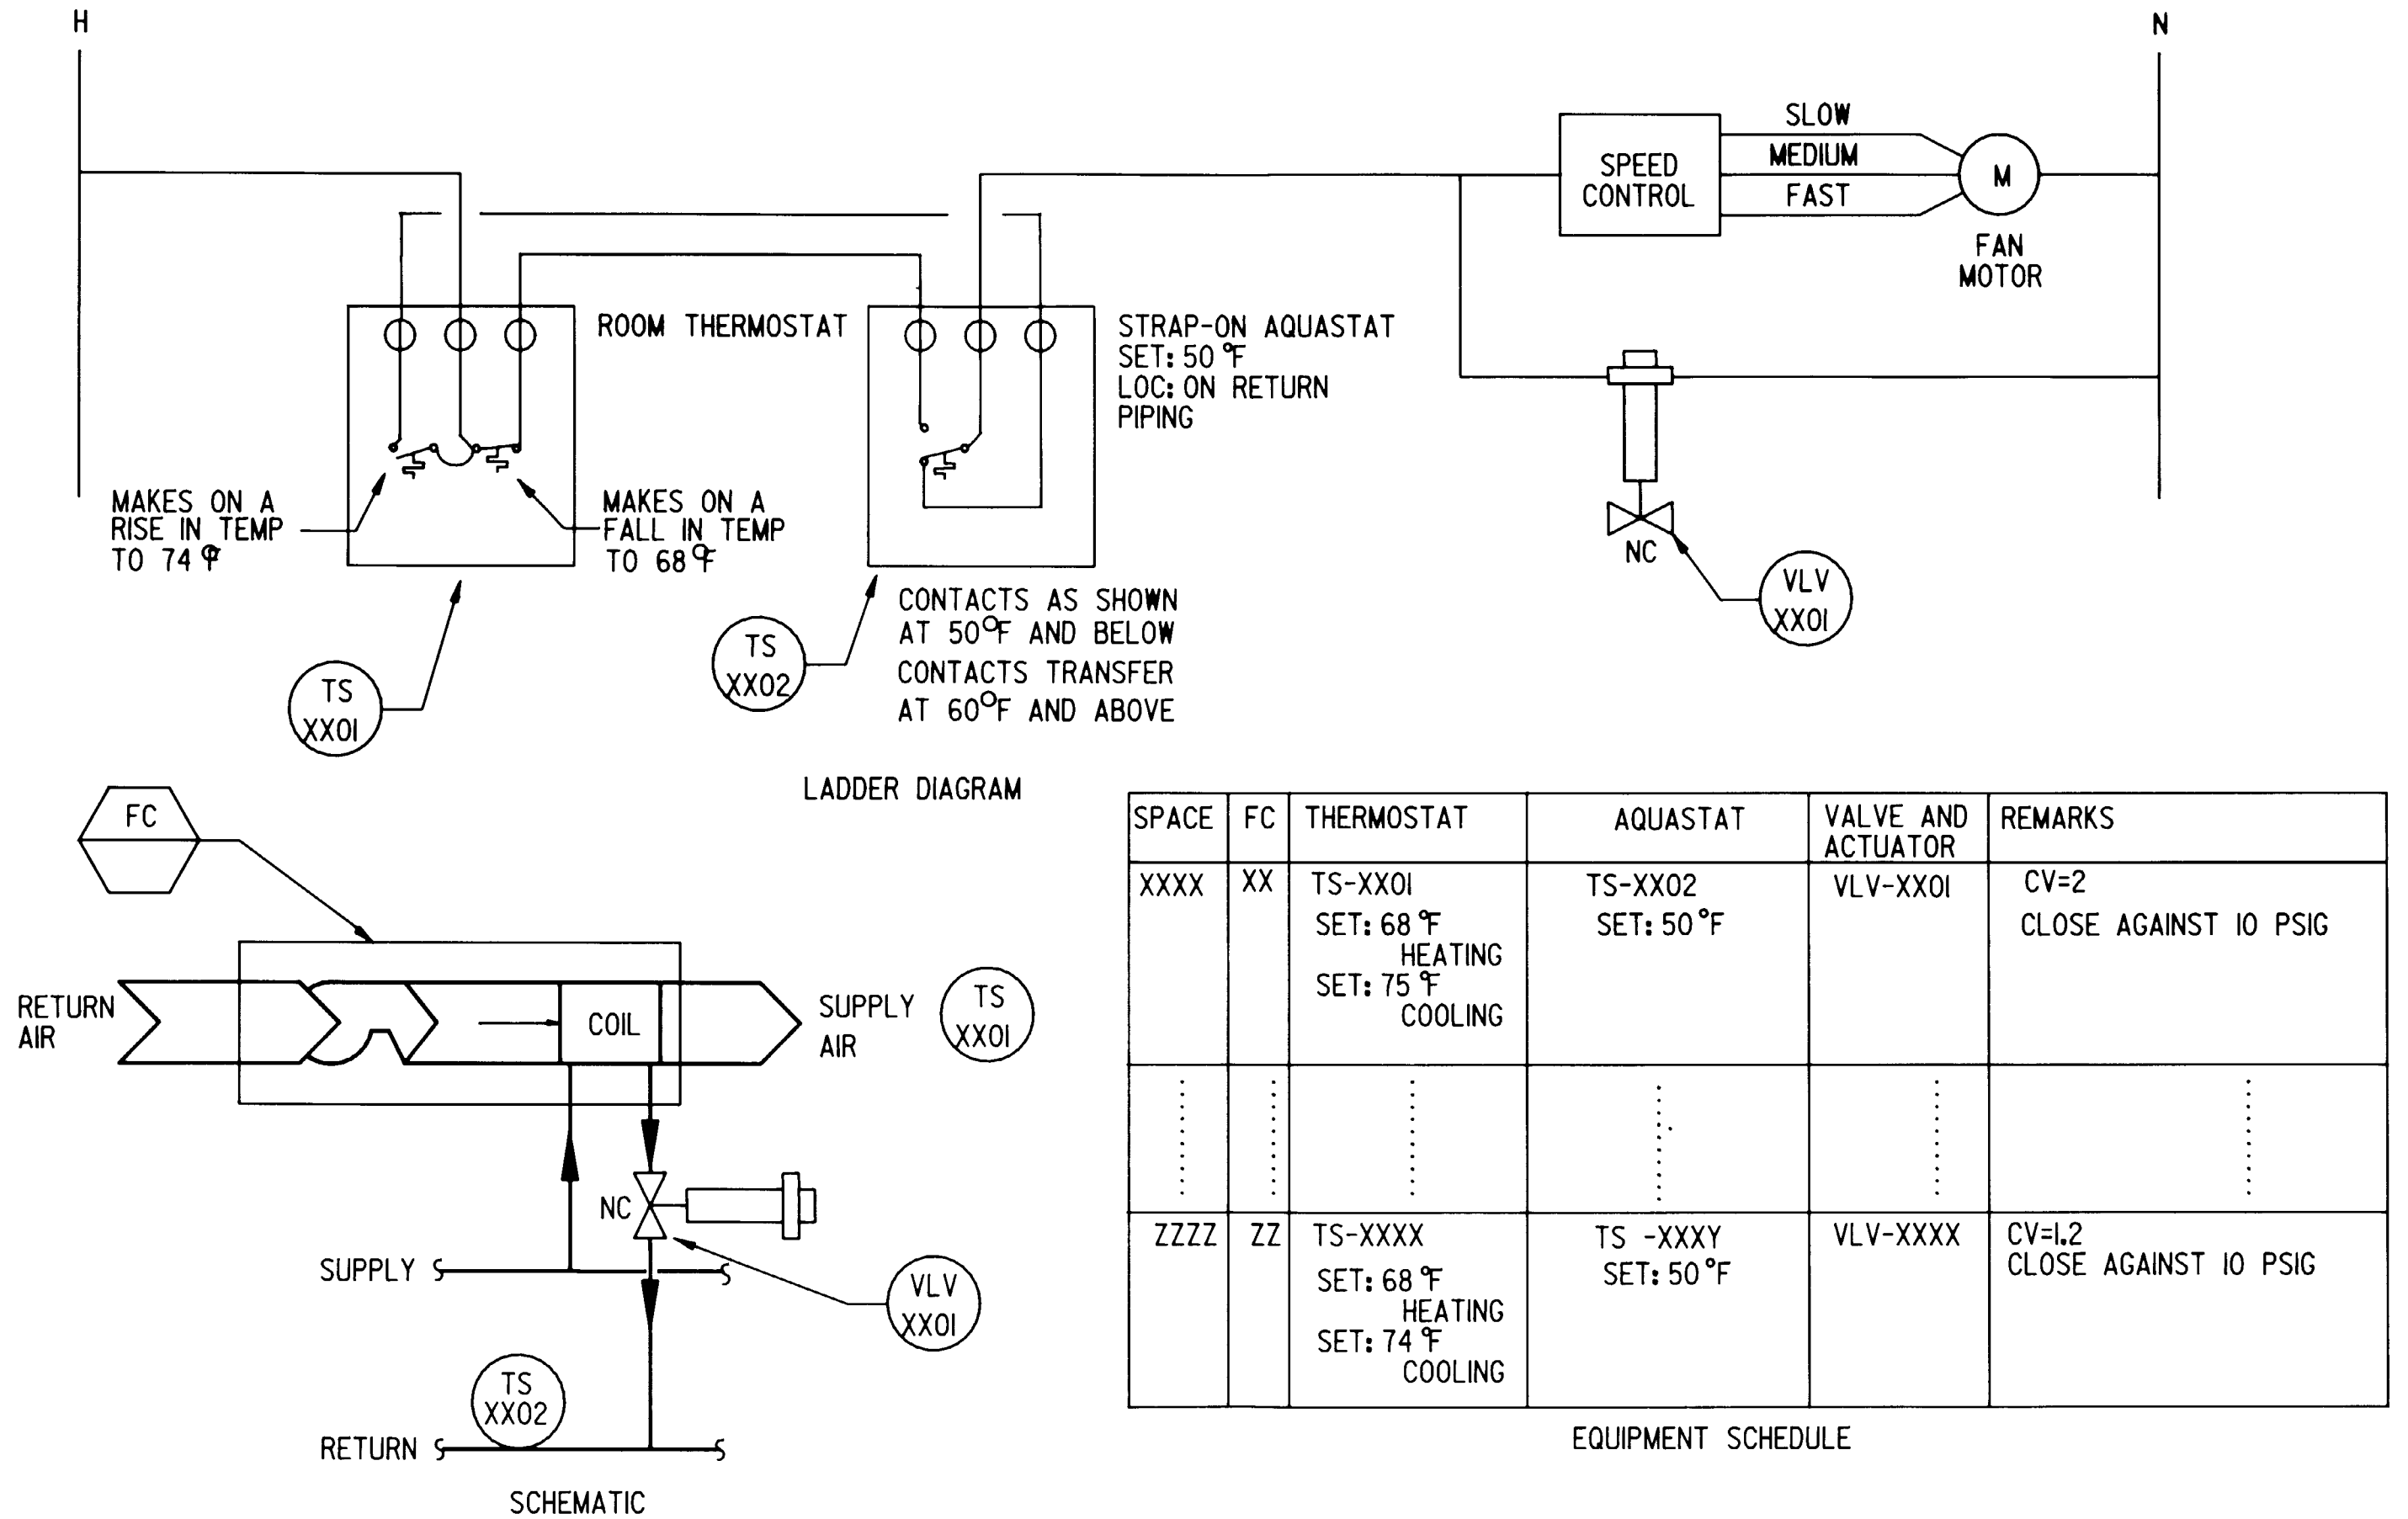 H
N
SLOW
MEDIUM
FAST
SPEED
CONTROL
M
FAN
MOTOR
ROOM THERMOSTAT
STRAP-ON AQUASTAT
SET: 50°F
LOC: ON RETURN
PIPING
MAKES ON A
RISE IN TEMP
TO 74°F
MAKES ON A
FALL IN TEMP
TO 68°F
NC
VLV
XX01
TS
XX01
TS
XX02
CONTACTS AS SHOWN
AT 50°F AND BELOW
CONTACTS TRANSFER
AT 60°F AND ABOVE
LADDER DIAGRAM
FC
RETURN
AIR
COIL
SUPPLY
AIR
TS
XX01
NC
SUPPLY
VLV
XX01
TS
XX02
RETURN
SCHEMATIC
SPACE FC THERMOSTAT AQUASTAT VALVE AND ACTUATOR REMARKS
XXXX XX TS-XX01 TS-XX02 VLV-XX01 CV=2
SET: 68°F SET: 50°F CLOSE AGAINST 10 PSIG
HEATING
SET: 75°F
COOLING
ZZZZ ZZ TS-XXXX TS -XXXY VLV-XXXX CV=1.2
SET: 68°F SET: 50°F CLOSE AGAINST 10 PSIG
HEATING
SET: 74°F
COOLING
EQUIPMENT SCHEDULE